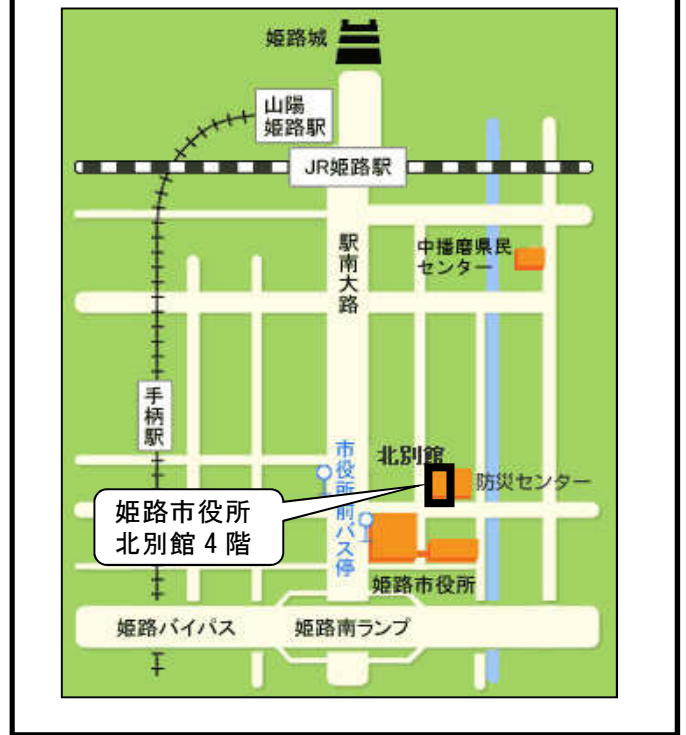 姫路城
山陽
姫路駅
JR姫路駅
駅南大路
中播磨県民
センター
手柄駅
市役所前バス停
北別館
防災センター
姫路市役所
北別館4階
姫路市役所
姫路バイパス
姫路南ランプ